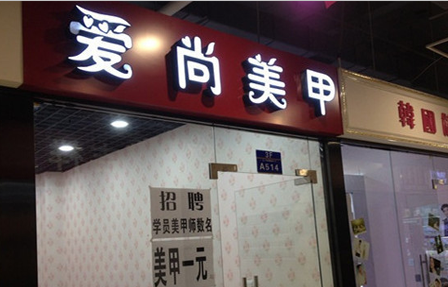 爱尚美甲
韓國
3F
A514
招聘
学员美甲师数名
美甲一元